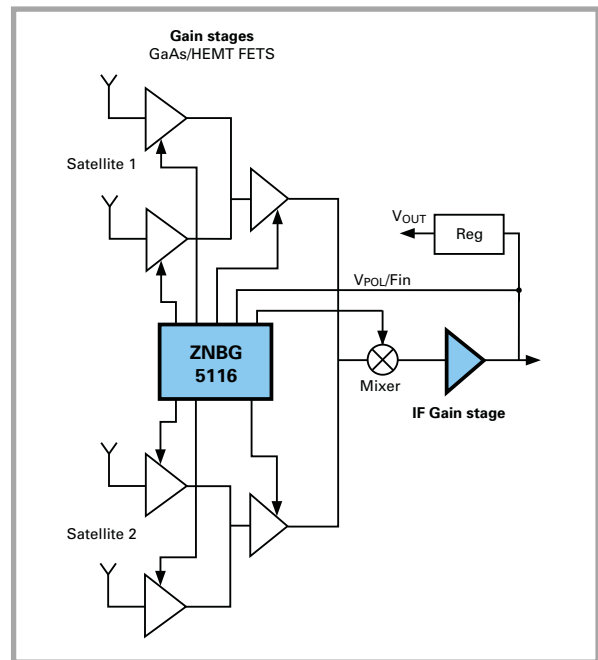 Gain stages
GaAs/HEMT FETS
Satellite 1
VOUT
Reg
VPOL/Fin
ZNBG
5116
Mixer
IF Gain stage
Satellite 2